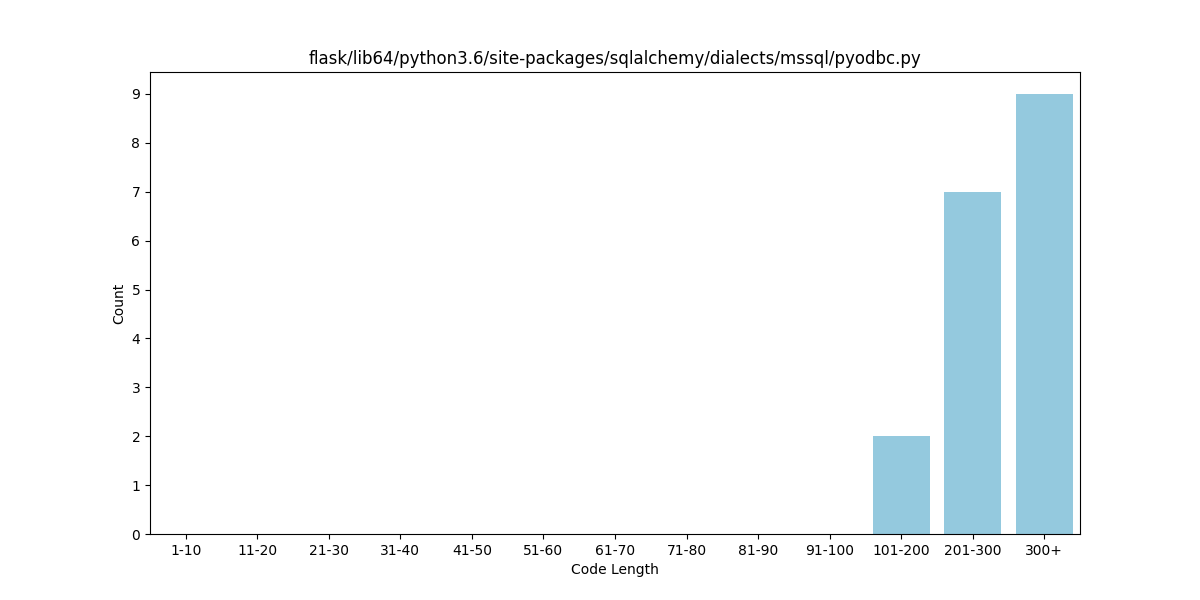 flask/lib64/python3.6/site-packages/sqlalchemy/dialects/mssql/pyodbc.py
9
8
7
6
5
4
3
2
1
0
Count
1-10 11-20 21-30 31-40 41-50 51-60 61-70 71-80 81-90 91-100 101-200 201-300 300+
Code Length